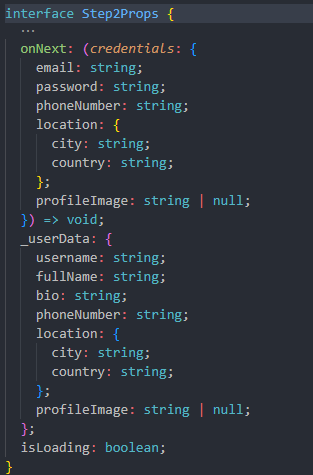 interface Step2Props {
  ...
  onNext: (credentials: {
    email: string;
    password: string;
    phoneNumber: string;
    location: {
      city: string;
      country: string;
    };
    profileImage: string | null;
  }) => void;
  _userData: {
    username: string;
    fullName: string;
    bio: string;
    phoneNumber: string;
    location: {
      city: string;
      country: string;
    };
    profileImage: string | null;
  };
  isLoading: boolean;
}